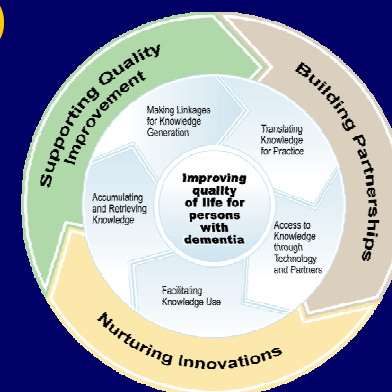 Supporting Quality
Improvement
Building Partnerships
Nurturing Innovations
Making Linkages
for Knowledge
Generation
Translating
Knowledge
for Practice
Access to
Knowledge
through
Technology
and Partners
Facilitating
Knowledge Use
Accumulating
and Retrieving
Knowledge
Improving
quality
of life for
persons
with
dementia